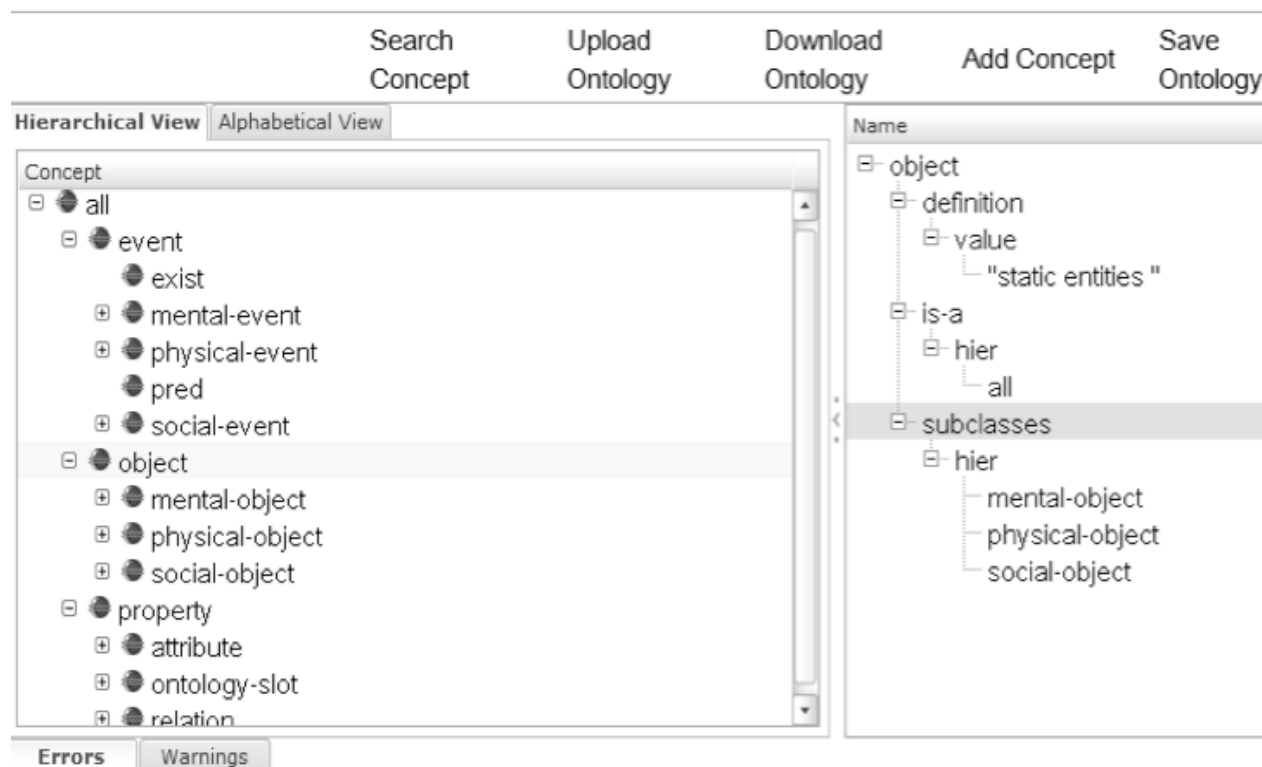 Search Concept
Upload Ontology
Download Ontology
Add Concept
Save Ontology
Hierarchical View
Alphabetical View
Concept
all
event
exist
mental-event
physical-event
pred
social-event
object
mental-object
physical-object
social-object
property
attribute
ontology-slot
relation
Name
object
definition
value
"static entities "
is-a
hier
all
subclasses
hier
mental-object
physical-object
social-object
Errors
Warnings